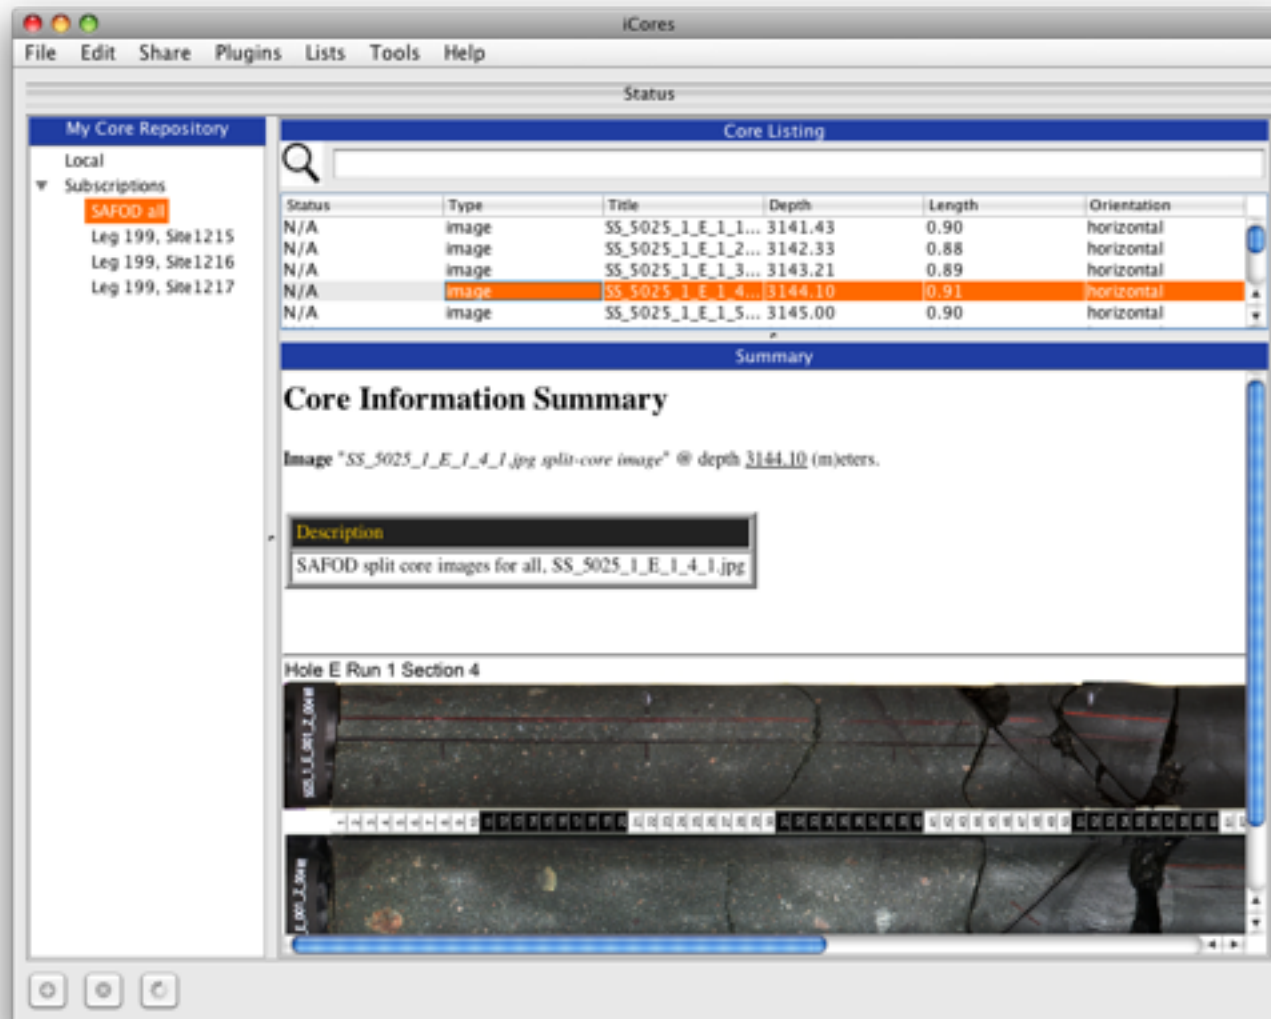 iCores
File Edit Share Plugins Lists Tools Help
Status
My Core Repository
Local
Subscriptions
SAFOD all
Leg 199, Site1215
Leg 199, Site1216
Leg 199, Site1217
Core Listing
Status Type Title Depth Length Orientation
N/A image SS_5025_1_E_1_1... 3141.43 0.90 horizontal
N/A image SS_5025_1_E_1_2... 3142.33 0.88 horizontal
N/A image SS_5025_1_E_1_3... 3143.21 0.89 horizontal
N/A image SS_5025_1_E_1_4... 3144.10 0.91 horizontal
N/A image SS_5025_1_E_1_5... 3145.00 0.90 horizontal
Summary
Core Information Summary
Image "SS_5025_1_E_1_4_1.jpg split-core image" @ depth 3144.10 (m)eters.
Description
SAFOD split core images for all, SS_5025_1_E_1_4_1.jpg
Hole E Run 1 Section 4